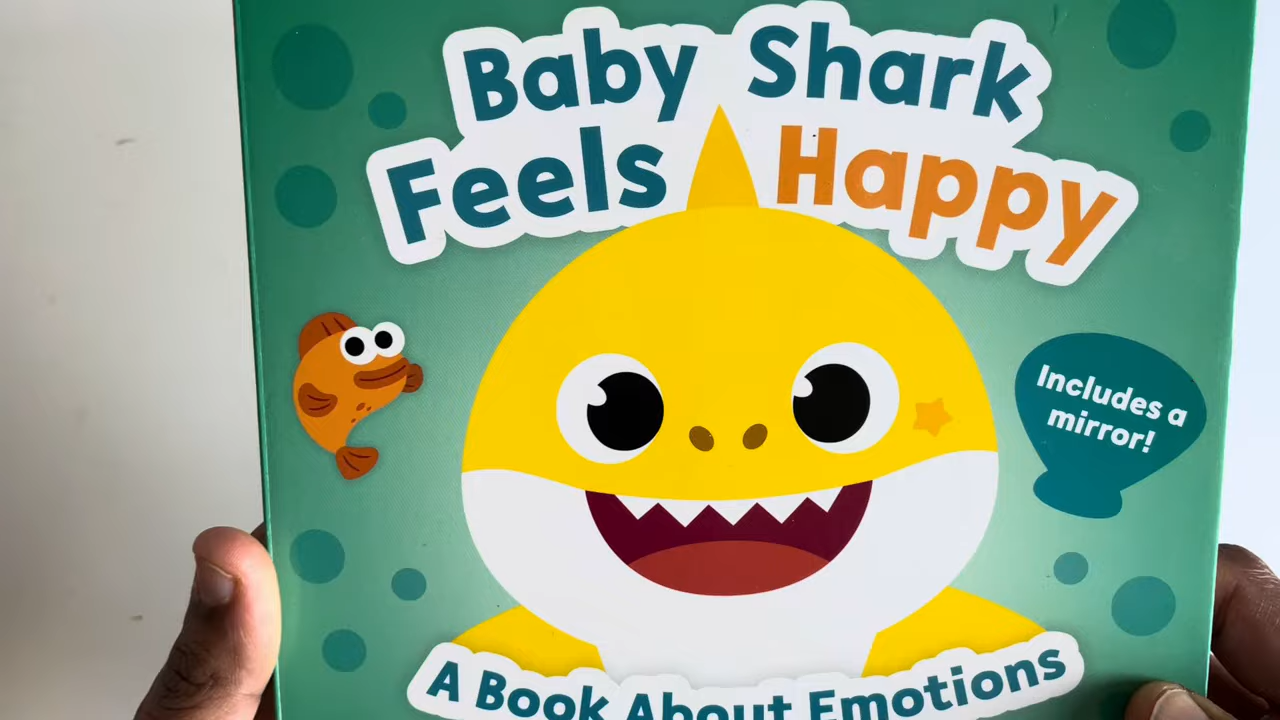 Baby Shark
Feels Happy
Includes a
mirror!
A Book About Emotions